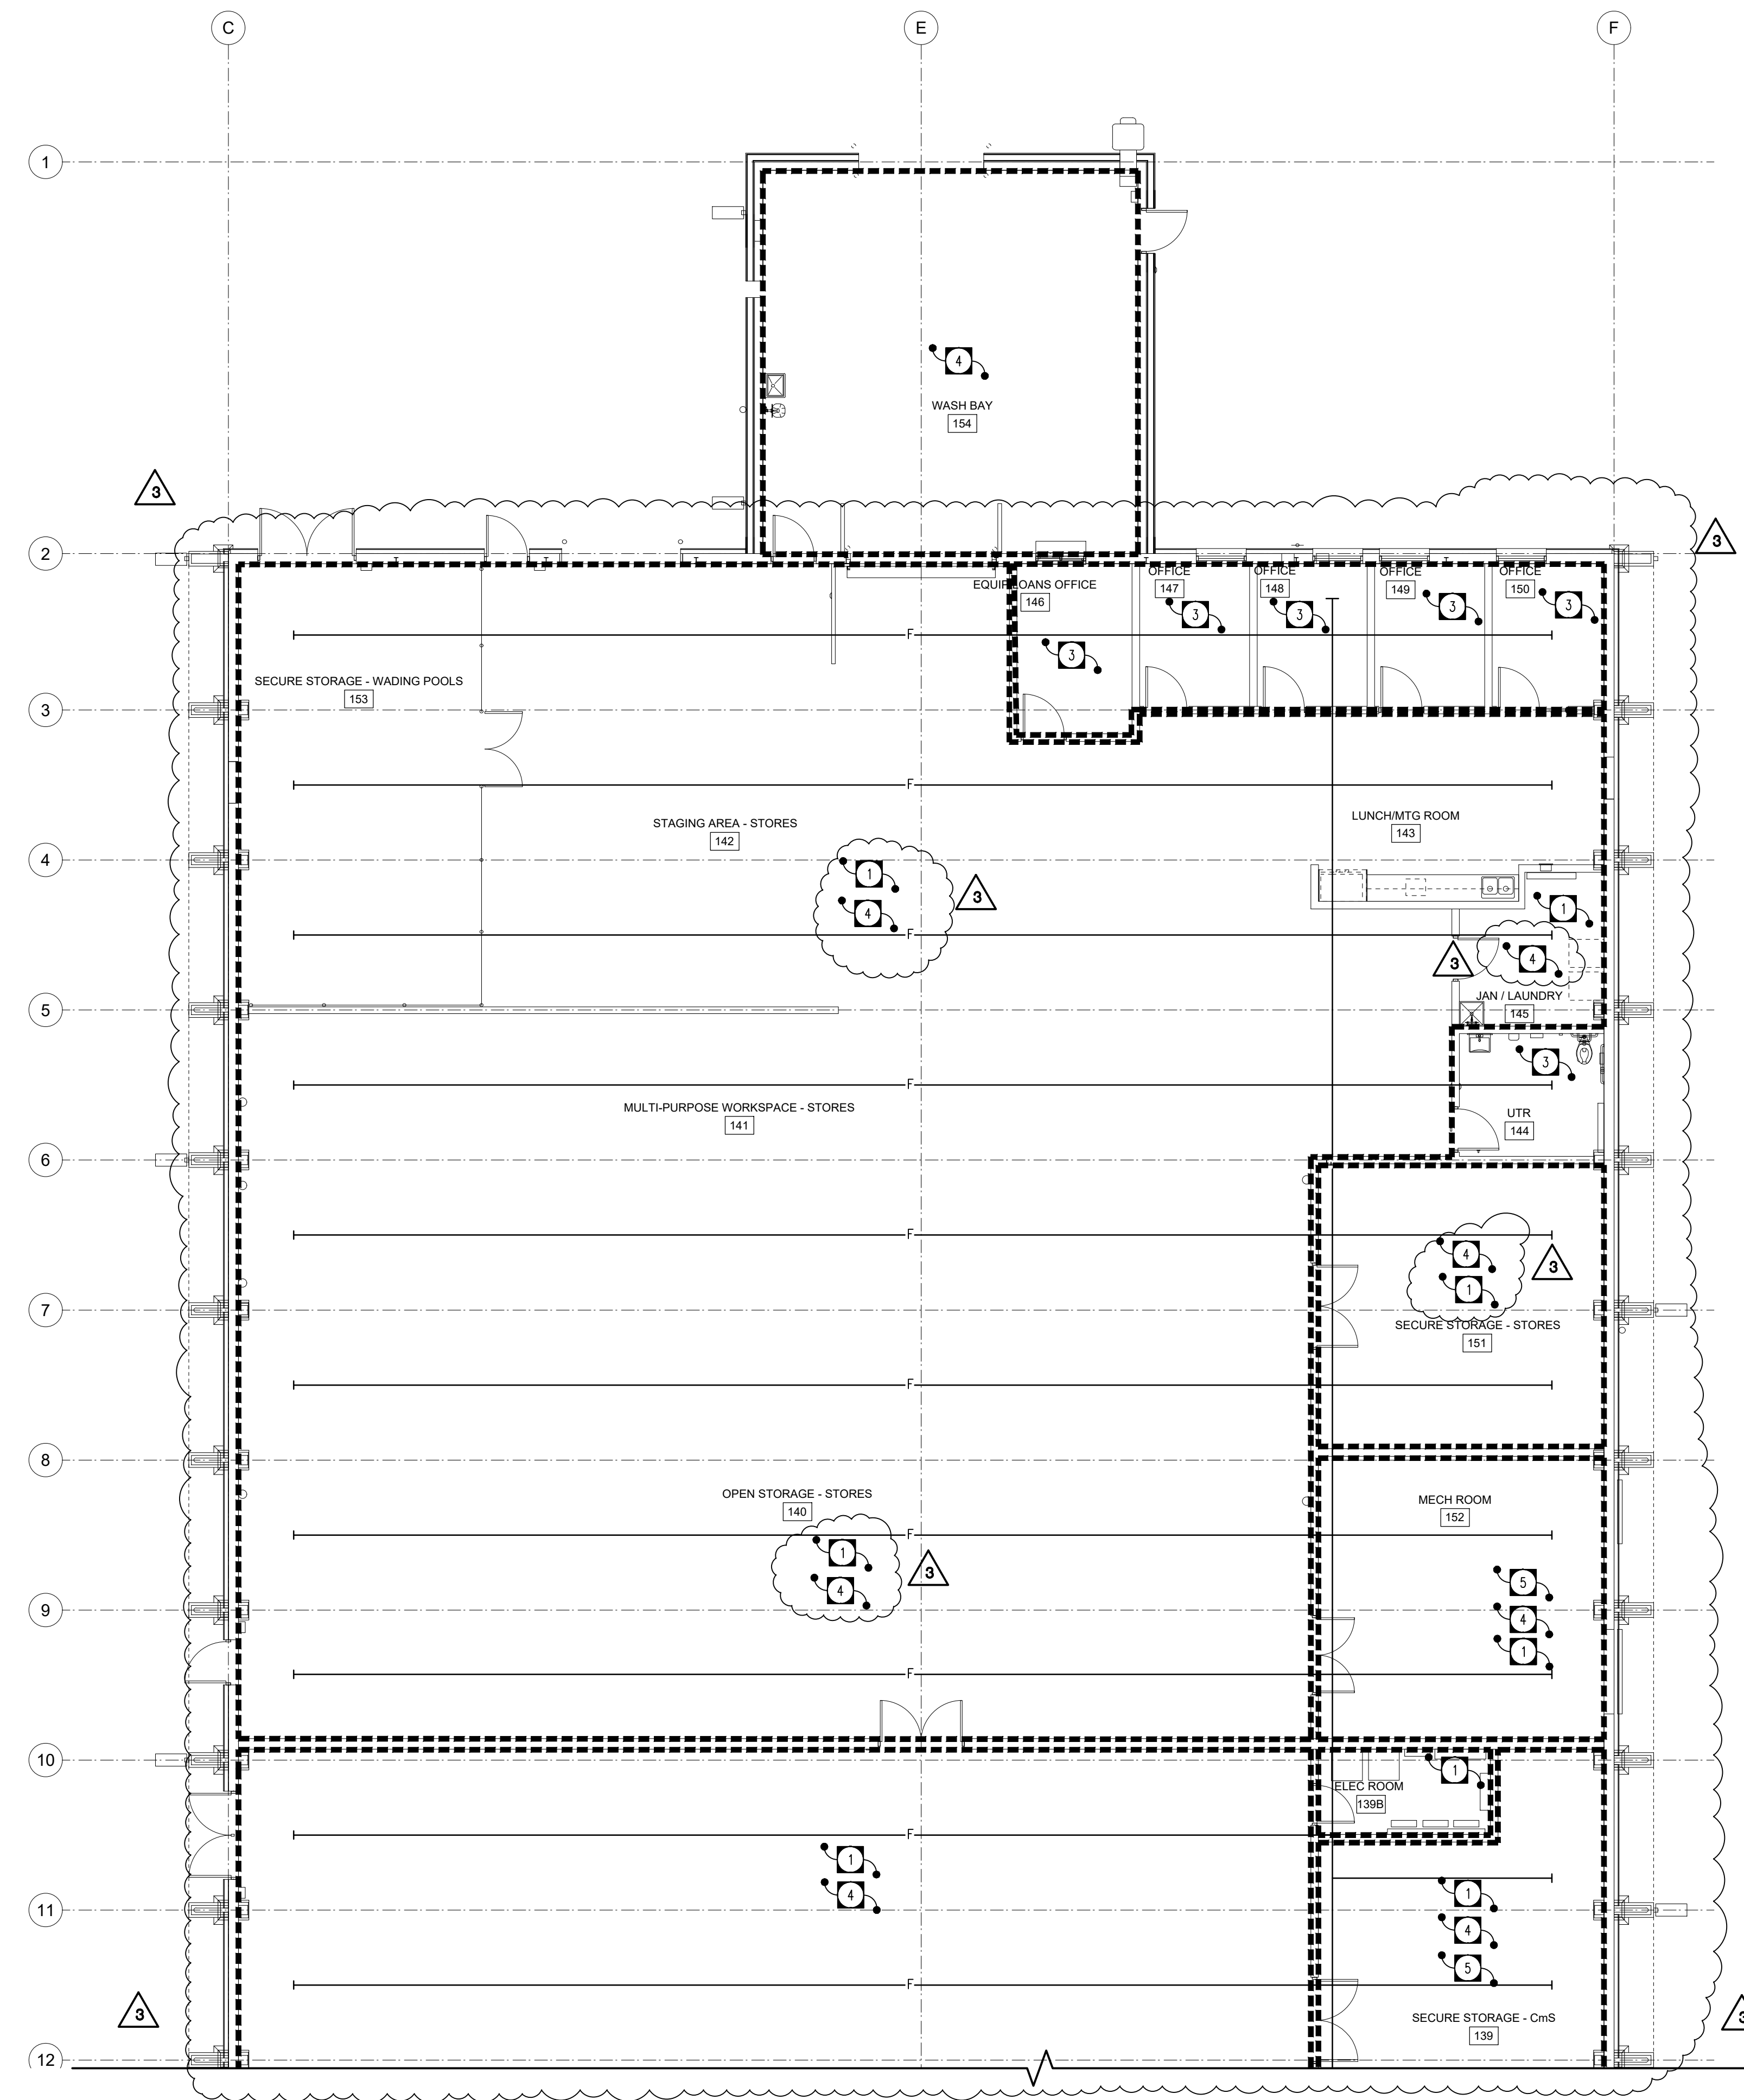 C
E
F
1
4
WASH BAY
154
3
2
3
EQUIP LOANS OFFICE
146
OFFICE
147
OFFICE
148
OFFICE
149
OFFICE
150
3
3
3
3
3
F
SECURE STORAGE - WADING POOLS
153
3
F
STAGING AREA - STORES
142
LUNCH/MTG ROOM
143
4
1
4
3
1
F
3
4
JAN / LAUNDRY
145
5
3
F
MULTI-PURPOSE WORKSPACE - STORES
141
UTR
144
6
F
4
1
3
7
SECURE STORAGE - STORES
151
F
8
OPEN STORAGE - STORES
140
MECH ROOM
152
F
1
4
3
5
4
1
9
F
10
1
ELEC ROOM
139B
F
1
4
1
4
5
11
F
3
SECURE STORAGE - CmS
139
3
12